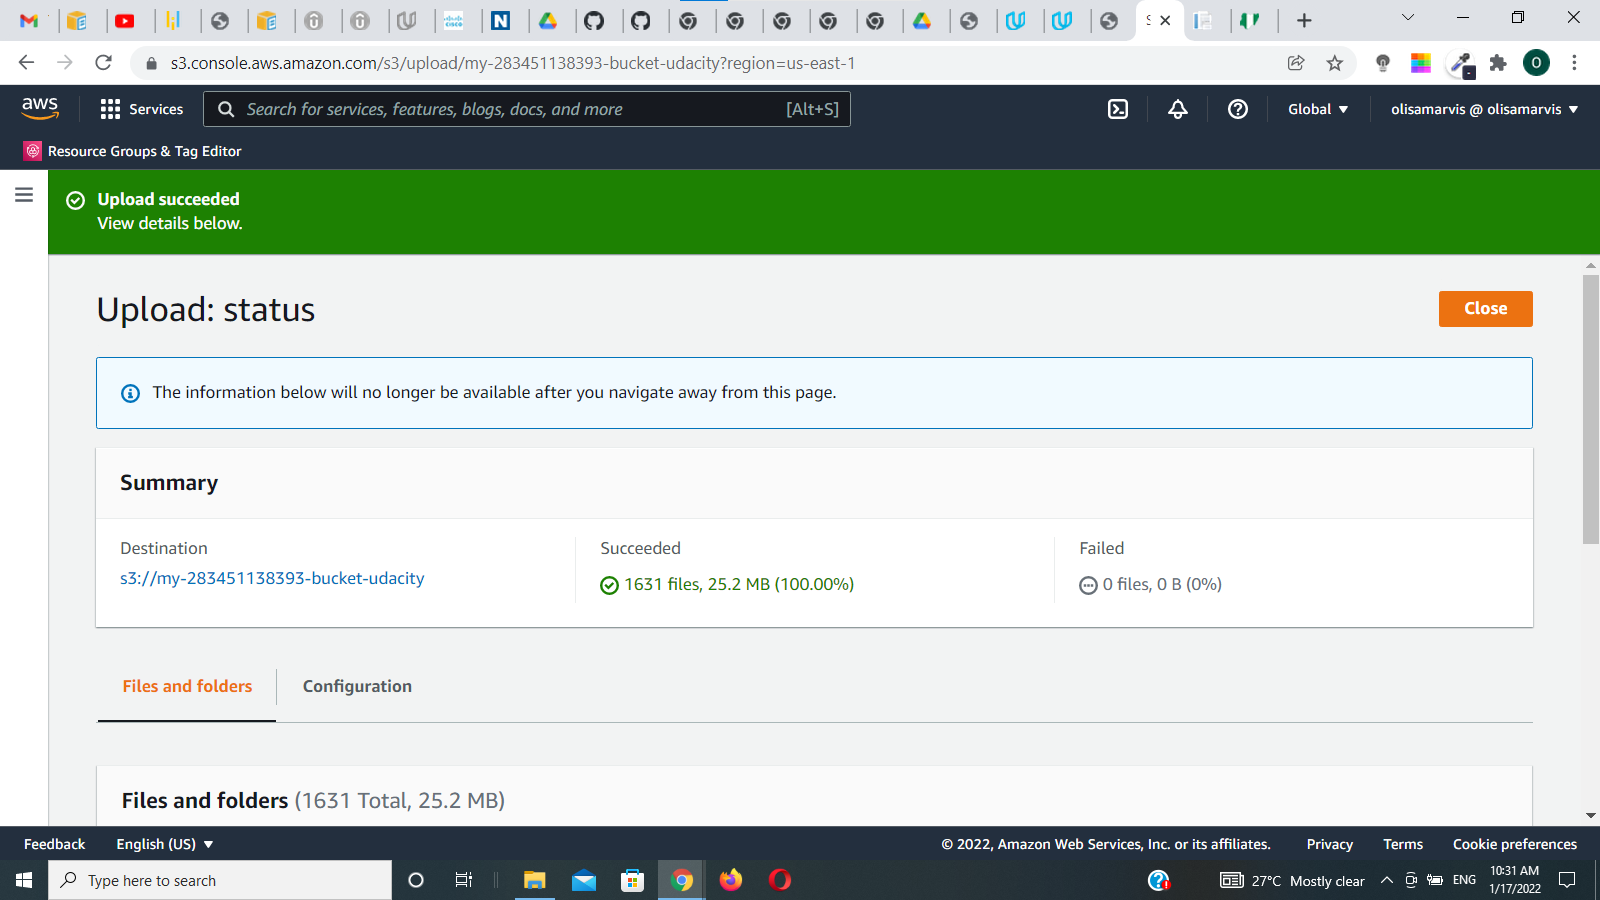 s3.console.aws.amazon.com/s3/upload/my-283451138393-bucket-udacity?region=us-east-1
aws
Services
Search for services, features, blogs, docs, and more
[Alt+S]
Global
olisamarvis @ olisamarvis
Resource Groups & Tag Editor
Upload succeeded
View details below.
Upload: status
Close
The information below will no longer be available after you navigate away from this page.
Summary
Destination
s3://my-283451138393-bucket-udacity
Succeeded
1631 files, 25.2 MB (100.00%)
Failed
0 files, 0 B (0%)
Files and folders
Configuration
Files and folders (1631 Total, 25.2 MB)
Feedback
English (US)
© 2022, Amazon Web Services, Inc. or its affiliates.
Privacy
Terms
Cookie preferences
Type here to search
27°C Mostly clear
ENG
10:31 AM
1/17/2022